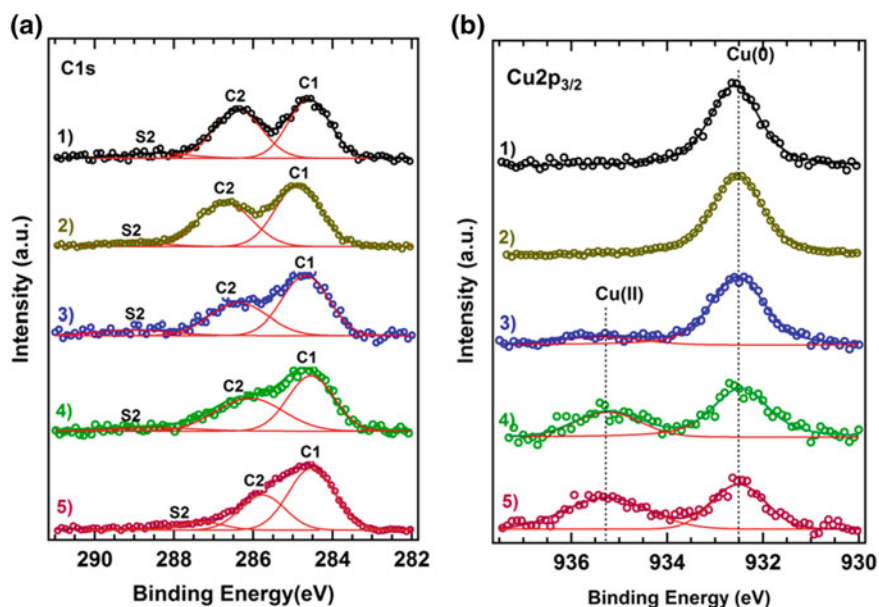 (a)
C1s
C2
C1
S2
1)
C2
C1
S2
2)
C1
C2
S2
3)
C1
C2
S2
4)
C1
C2
S2
5)
290 288 286 284 282
Binding Energy(eV)
Intensity (a.u.)
(b)
Cu(0)
Cu2p3/2
1)
2)
Cu(II)
3)
4)
5)
936 934 932 930
Binding Energy (eV)
Intensity (a.u.)